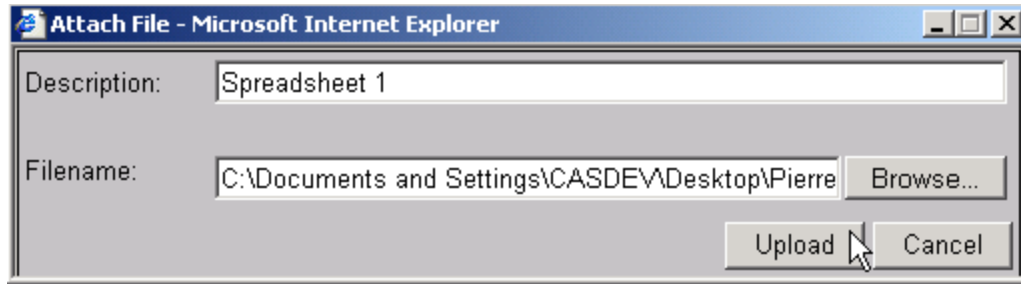 Attach File - Microsoft Internet Explorer
Description: Spreadsheet 1
Filename: C:\Documents and Settings\CASDEV\Desktop\Pierre Browse...
Upload Cancel